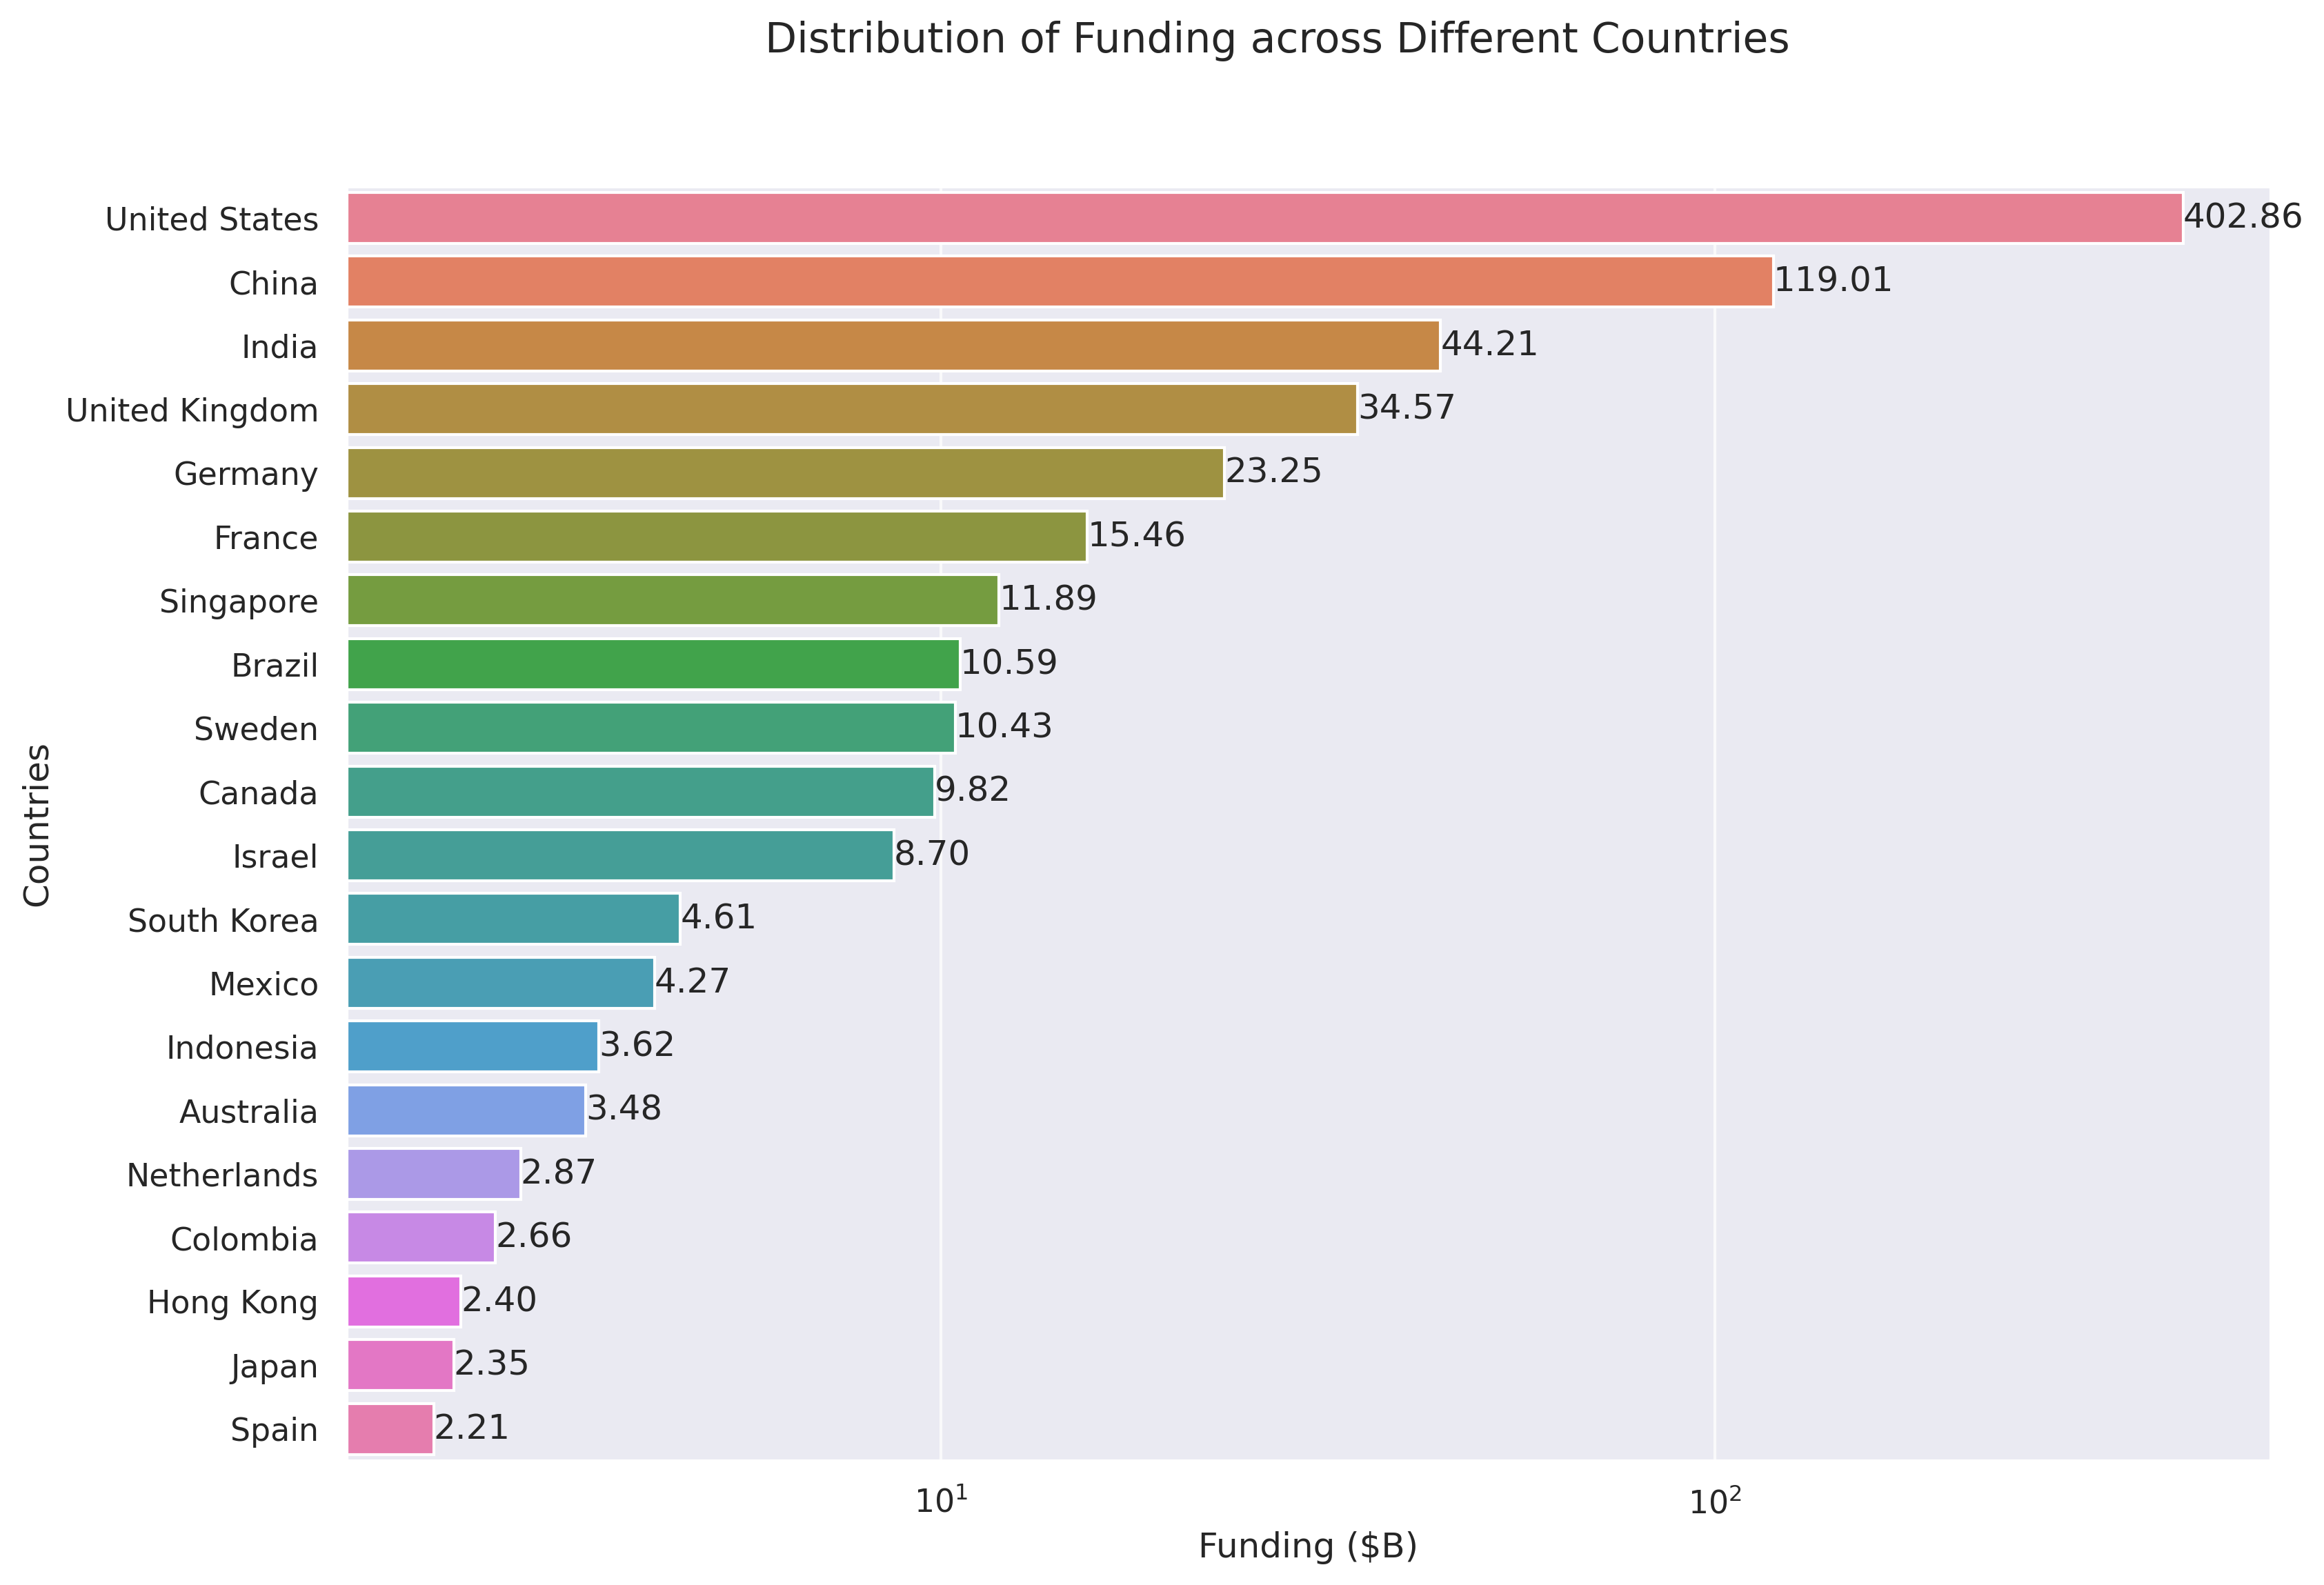 Distribution of Funding across Different Countries
United States 402.86
China 119.01
India 44.21
United Kingdom 34.57
Germany 23.25
France 15.46
Singapore 11.89
Brazil 10.59
Sweden 10.43
Canada 9.82
Israel 8.70
South Korea 4.61
Mexico 4.27
Indonesia 3.62
Australia 3.48
Netherlands 2.87
Colombia 2.66
Hong Kong 2.40
Japan 2.35
Spain 2.21
Countries
10¹ 10²
Funding ($B)